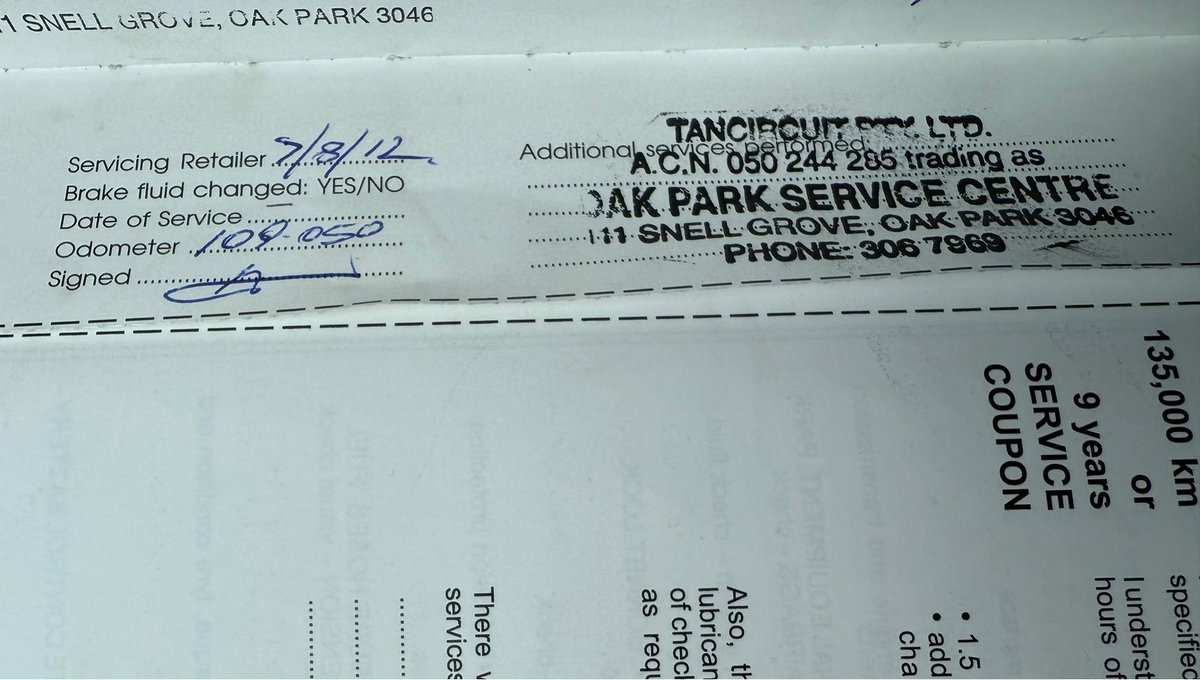 11 SNELL GROVE, OAK PARK 3046
Servicing Retailer 7/8/12
Brake fluid changed: YES/NO
Date of Service
Odometer 109-050
Signed
Additional services performed:
TANCIRCUIT PTY. LTD.
A.C.N. 050 244 285 trading as
OAK PARK SERVICE CENTRE
111 SNELL GROVE, OAK PARK 3046
PHONE: 306 7969
135,000 km
or
9 years
SERVICE
COUPON
specified
I underst
hours of
• 1.5
• add
cha
Also, th
lubrican
of check
as requ
There w
services